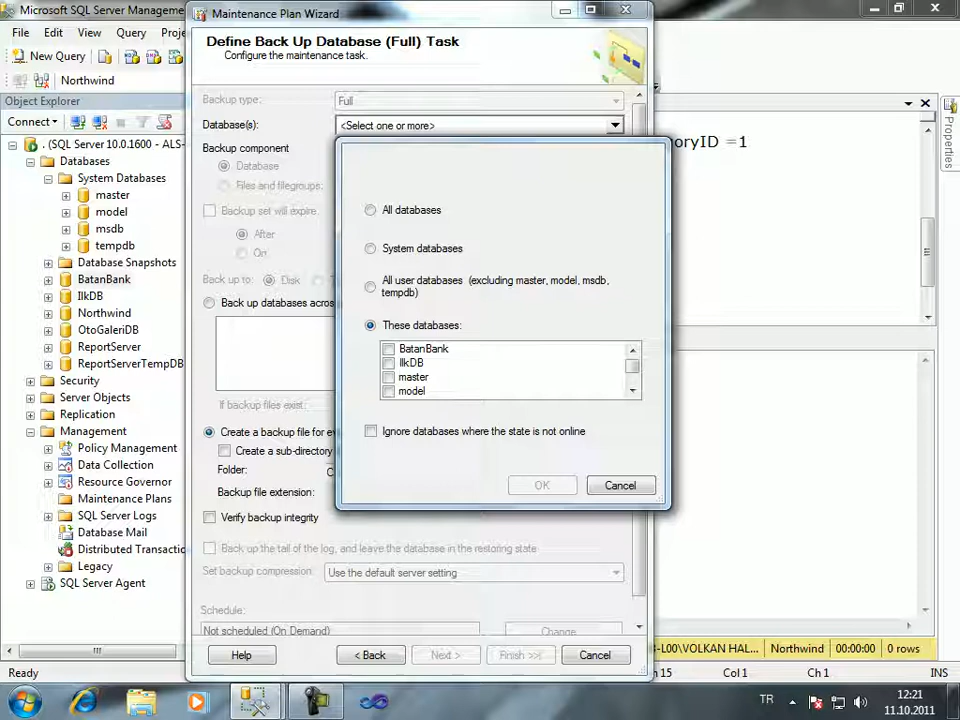 Microsoft SQL Server Manageme
File Edit View Query Proje
New Query
Northwind
Object Explorer
Connect
. (SQL Server 10.0.1600 - ALS-
Databases
System Databases
master
model
msdb
tempdb
Database Snapshots
BatanBank
IlkDB
Northwind
OtoGaleriDB
ReportServer
ReportServerTempDB
Security
Server Objects
Replication
Management
Policy Management
Data Collection
Resource Governor
Maintenance Plans
SQL Server Logs
Database Mail
Distributed Transactio
Legacy
SQL Server Agent
Maintenance Plan Wizard
Define Back Up Database (Full) Task
Configure the maintenance task.
Backup type: Full
Database(s): <Select one or more>
Backup component
Database
Files and filegroups:
Backup set will expire:
After
On
Back up to: Disk T
Back up databases acros
If backup files exist:
Create a backup file for ev
Create a sub-directory
Folder: C
Backup file extension:
Verify backup integrity
Back up the tail of the log, and leave the database in the restoring state
Set backup compression: Use the default server setting
Schedule:
Not scheduled (On Demand) Change...
Help < Back Next > Finish >>| Cancel
All databases
System databases
All user databases (excluding master, model, msdb,
tempdb)
These databases:
BatanBank
IlkDB
master
model
Ignore databases where the state is not online
OK Cancel
oryID =1
Properties
3-L00\VOLKAN HAL... Northwind 00:00:00 0 rows
Ready n 15 Col 1 Ch 1 INS
TR
12:21
11.10.2011